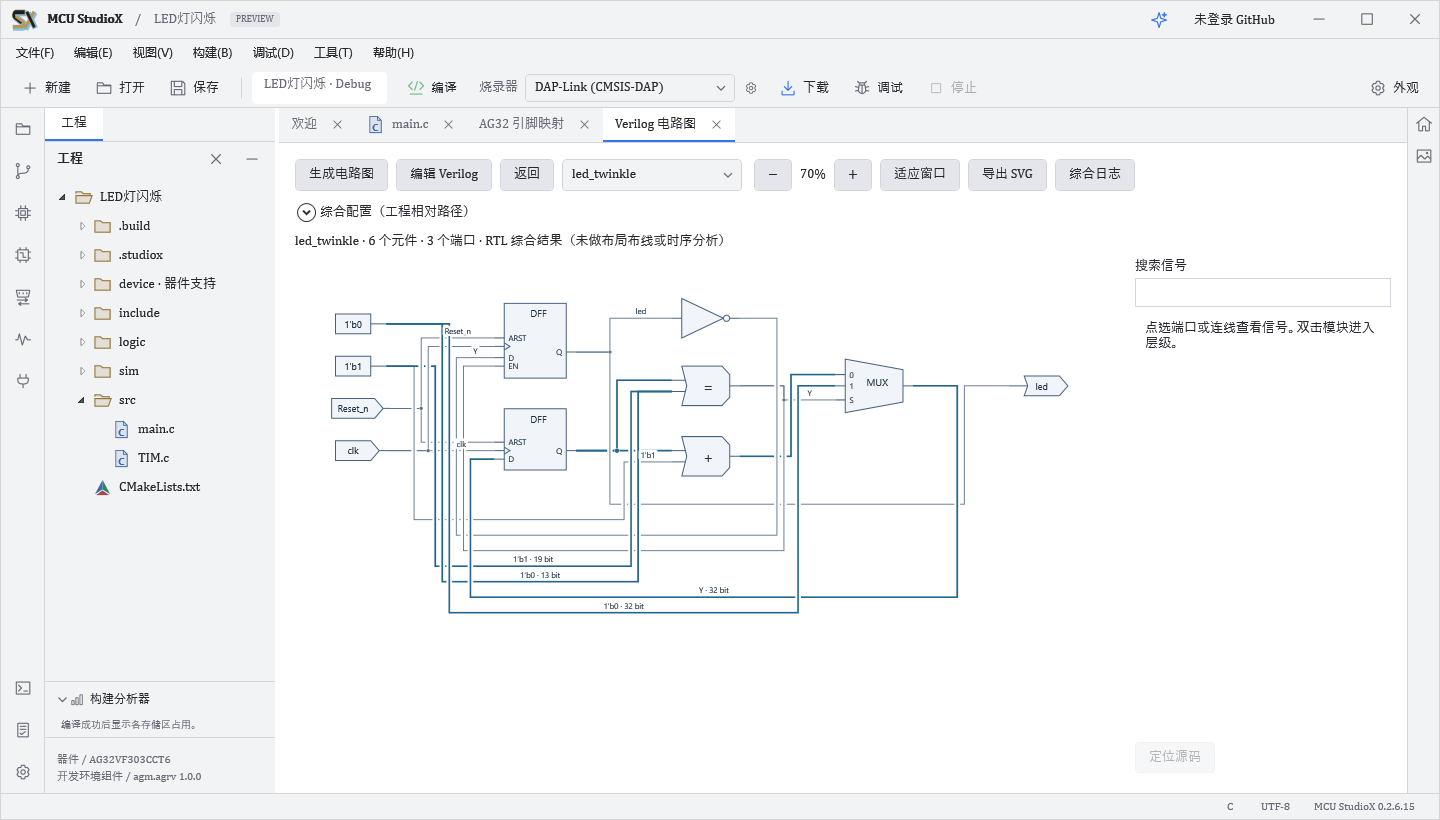 MCU StudioX / LED灯闪烁 PREVIEW 未登录 GitHub
文件(F) 编辑(E) 视图(V) 构建(B) 调试(D) 工具(T) 帮助(H)
新建 打开 保存 LED灯闪烁 · Debug 编译 烧录器 DAP-Link (CMSIS-DAP) 下载 调试 停止 外观
工程
欢迎 main.c AG32 引脚映射 Verilog 电路图
工程
LED灯闪烁
.build
.studiox
device · 器件支持
include
logic
sim
src
main.c
TIM.c
CMakeLists.txt
构建分析器
编译成功后显示各存储区占用。
器件 / AG32VF303CCT6
开发环境组件 / agm.agrv 1.0.0
生成电路图 编辑 Verilog 返回 led_twinkle − 70% + 适应窗口 导出 SVG 综合日志
综合配置（工程相对路径）
led_twinkle · 6 个元件 · 3 个端口 · RTL 综合结果（未做布局布线或时序分析）
1'b0
1'b1
Reset_n
clk
Reset_n
Y
clk
DFF
ARST
D
EN
Q
DFF
ARST
D
Q
led
=
+
1'b1
Y
0
1
S
MUX
led
1'b1 · 19 bit
1'b0 · 13 bit
Y · 32 bit
1'b0 · 32 bit
搜索信号
点选端口或连线查看信号。双击模块进入
层级。
定位源码
C UTF-8 MCU StudioX 0.2.6.15